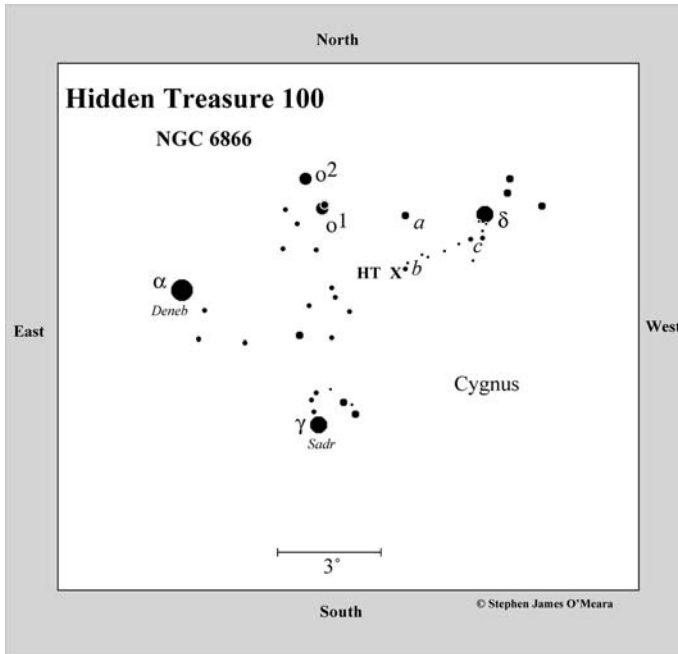 North
Hidden Treasure 100
NGC 6866
o2
o1
a
δ
c
HT X b
α
Deneb
East
West
Cygnus
γ
Sadr
3°
South
© Stephen James O'Meara